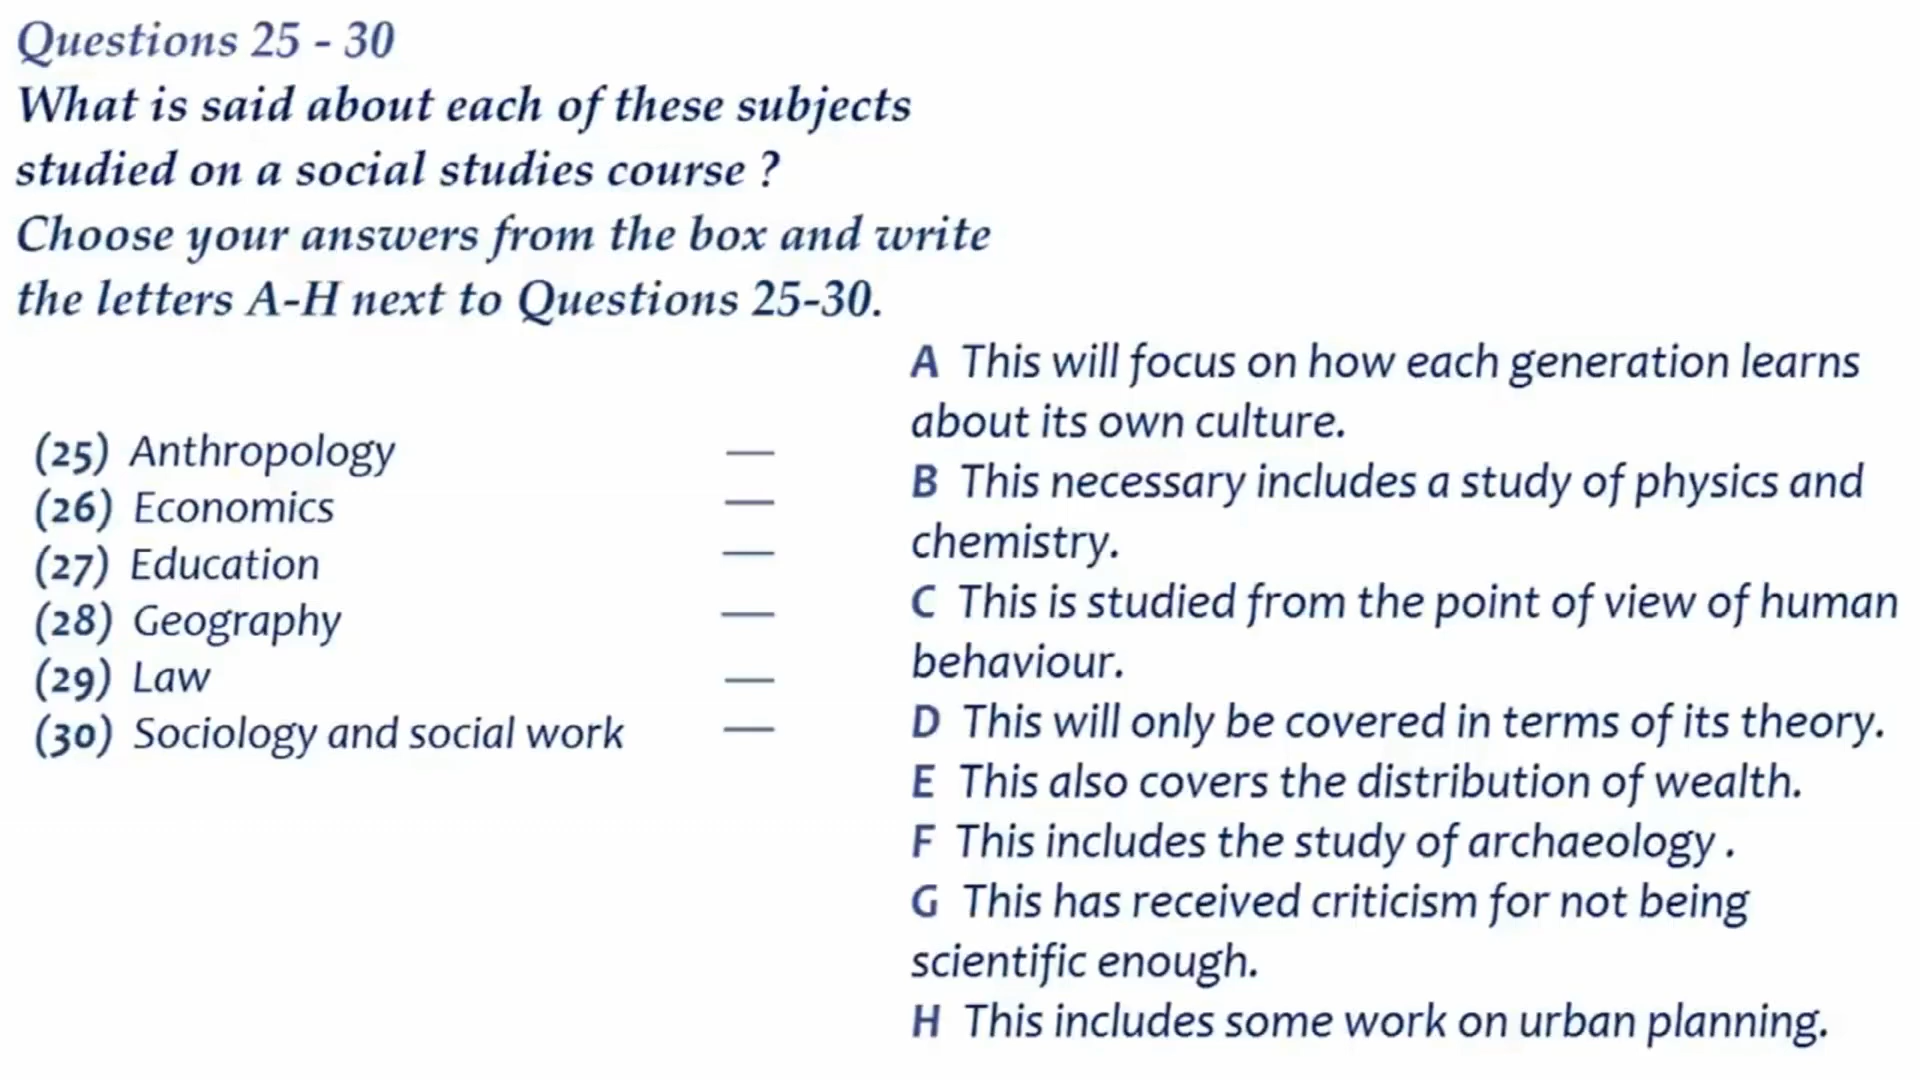 Questions 25 - 30
What is said about each of these subjects
studied on a social studies course ?
Choose your answers from the box and write
the letters A-H next to Questions 25-30.
(25) Anthropology —
(26) Economics —
(27) Education —
(28) Geography —
(29) Law —
(30) Sociology and social work —
A This will focus on how each generation learns
about its own culture.
B This necessary includes a study of physics and
chemistry.
C This is studied from the point of view of human
behaviour.
D This will only be covered in terms of its theory.
E This also covers the distribution of wealth.
F This includes the study of archaeology .
G This has received criticism for not being
scientific enough.
H This includes some work on urban planning.